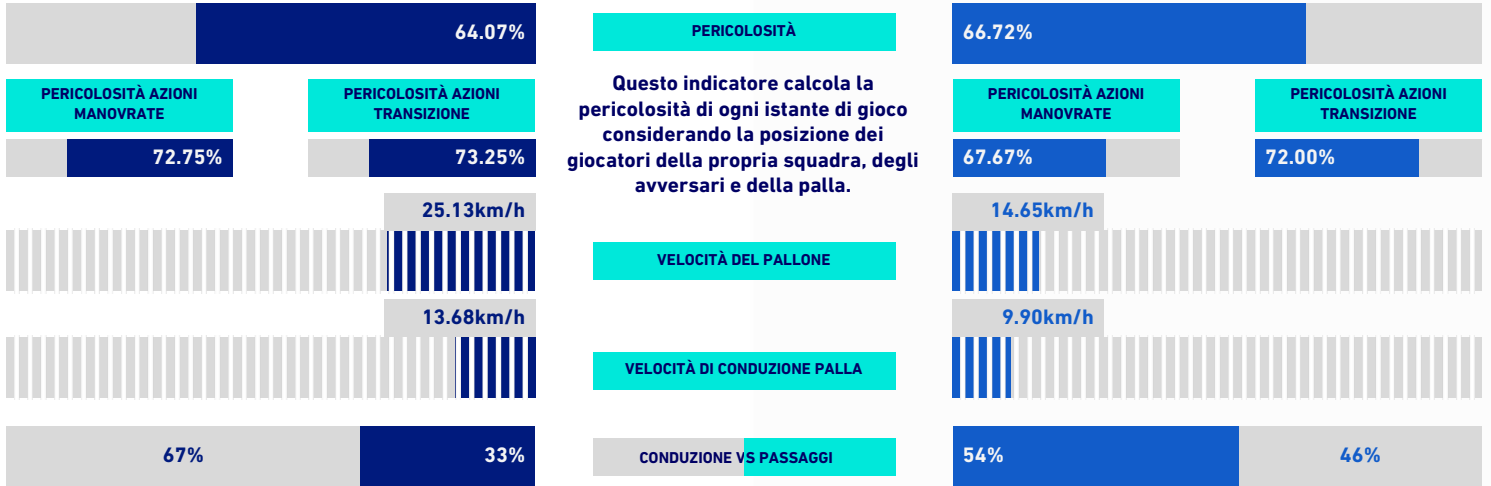 64.07%
PERICOLOSITÀ
66.72%
PERICOLOSITÀ AZIONI
MANOVRATE
PERICOLOSITÀ AZIONI
TRANSIZIONE
72.75%
73.25%
Questo indicatore calcola la
pericolosità di ogni istante di gioco
considerando la posizione dei
giocatori della propria squadra, degli
avversari e della palla.
PERICOLOSITÀ AZIONI
MANOVRATE
PERICOLOSITÀ AZIONI
TRANSIZIONE
67.67%
72.00%
25.13km/h
VELOCITÀ DEL PALLONE
14.65km/h
13.68km/h
VELOCITÀ DI CONDUZIONE PALLA
9.90km/h
67%
33%
CONDUZIONE VS PASSAGGI
54%
46%